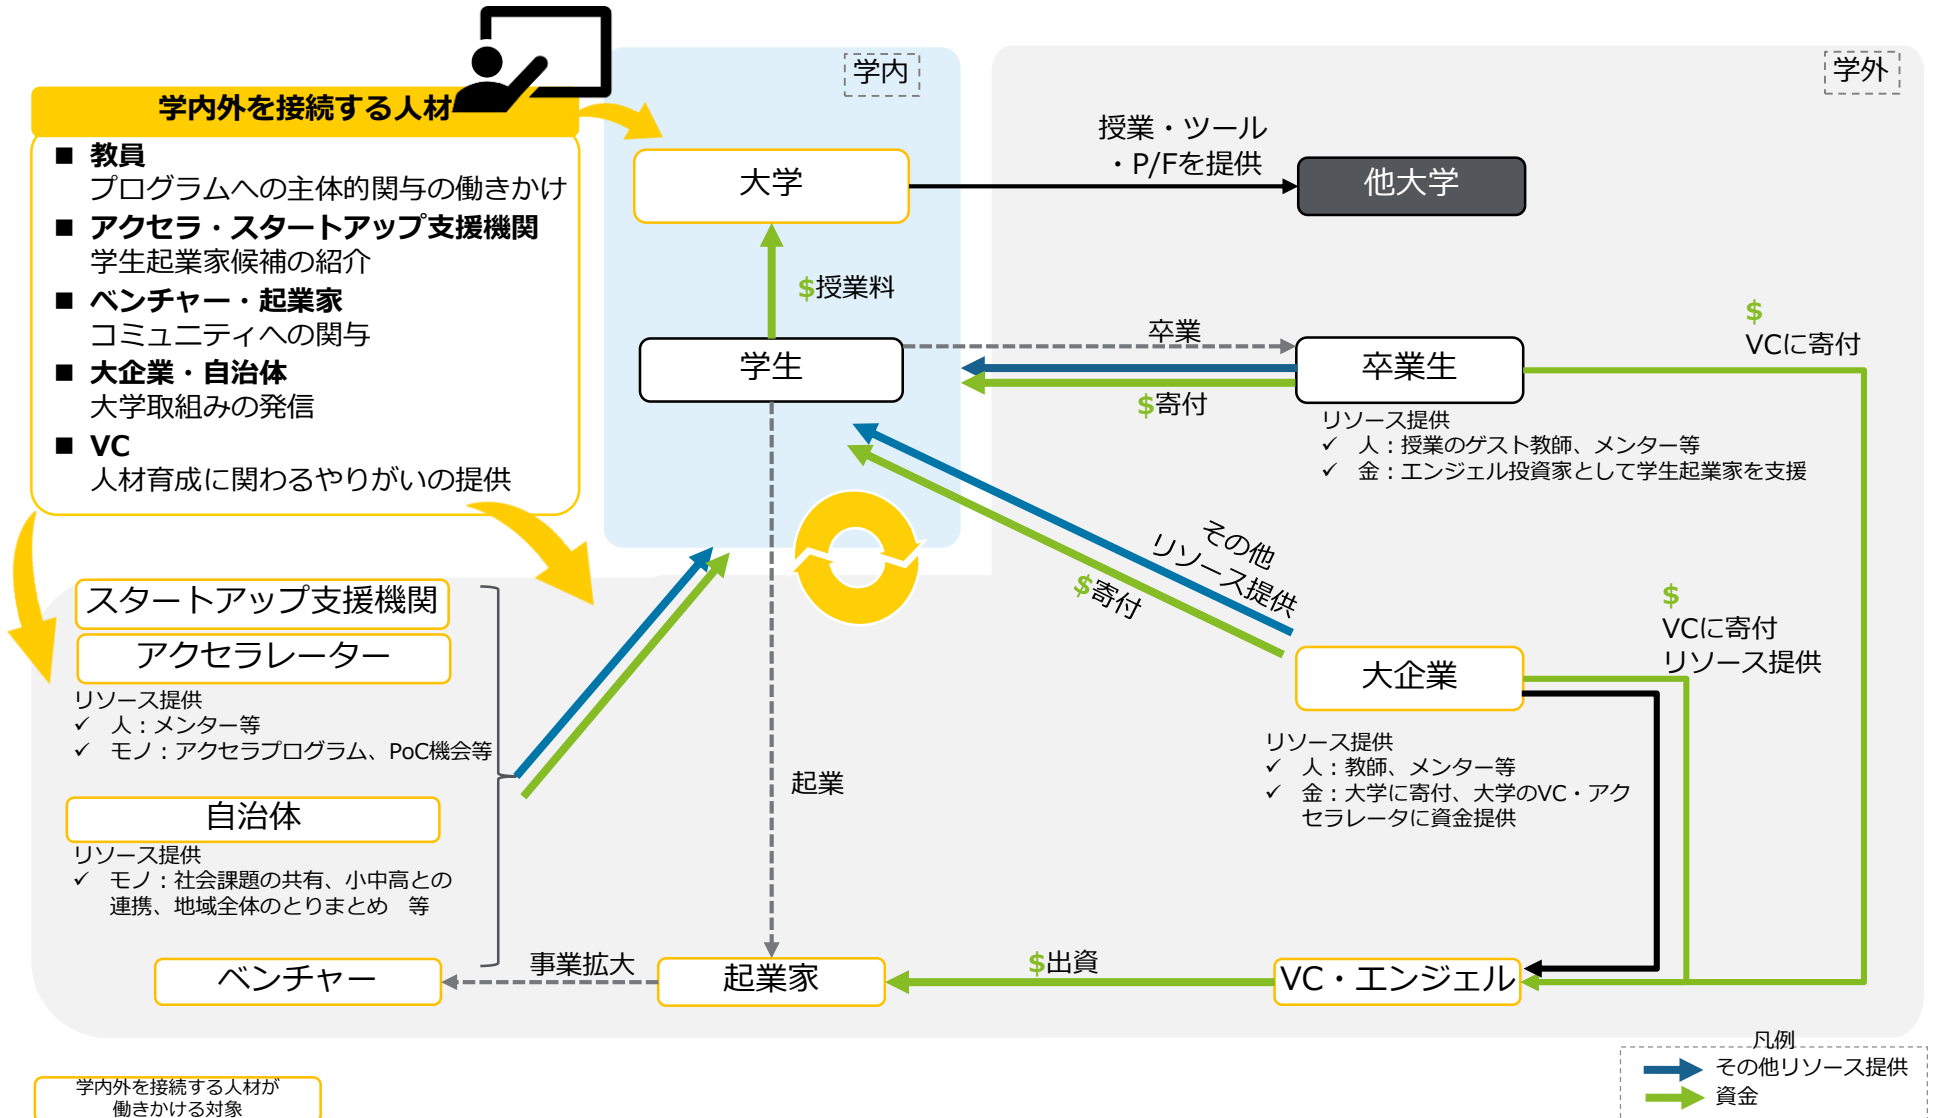 学内
学外
学内外を接続する人材
■ 教員
プログラムへの主体的関与の働きかけ
■ アクセラ・スタートアップ支援機関
学生起業家候補の紹介
■ ベンチャー・起業家
コミュニティへの関与
■ 大企業・自治体
大学取組みの発信
■ VC
人材育成に関わるやりがいの提供
大学
授業・ツール
・P/Fを提供
他大学
$授業料
学生
卒業
卒業生
$寄付
$
VCに寄付
リソース提供
✓ 人：授業のゲスト教師、メンター等
✓ 金：エンジェル投資家として学生起業家を支援
その他
リソース提供
$寄付
$
VCに寄付
リソース提供
大企業
リソース提供
✓ 人：教師、メンター等
✓ 金：大学に寄付、大学のVC・アク
セラレータに資金提供
スタートアップ支援機関
アクセラレーター
リソース提供
✓ 人：メンター等
✓ モノ：アクセラプログラム、PoC機会等
自治体
リソース提供
✓ モノ：社会課題の共有、小中高との
連携、地域全体のとりまとめ 等
起業
ベンチャー
事業拡大
起業家
$出資
VC・エンジェル
凡例
その他リソース提供
資金
学内外を接続する人材が
働きかける対象